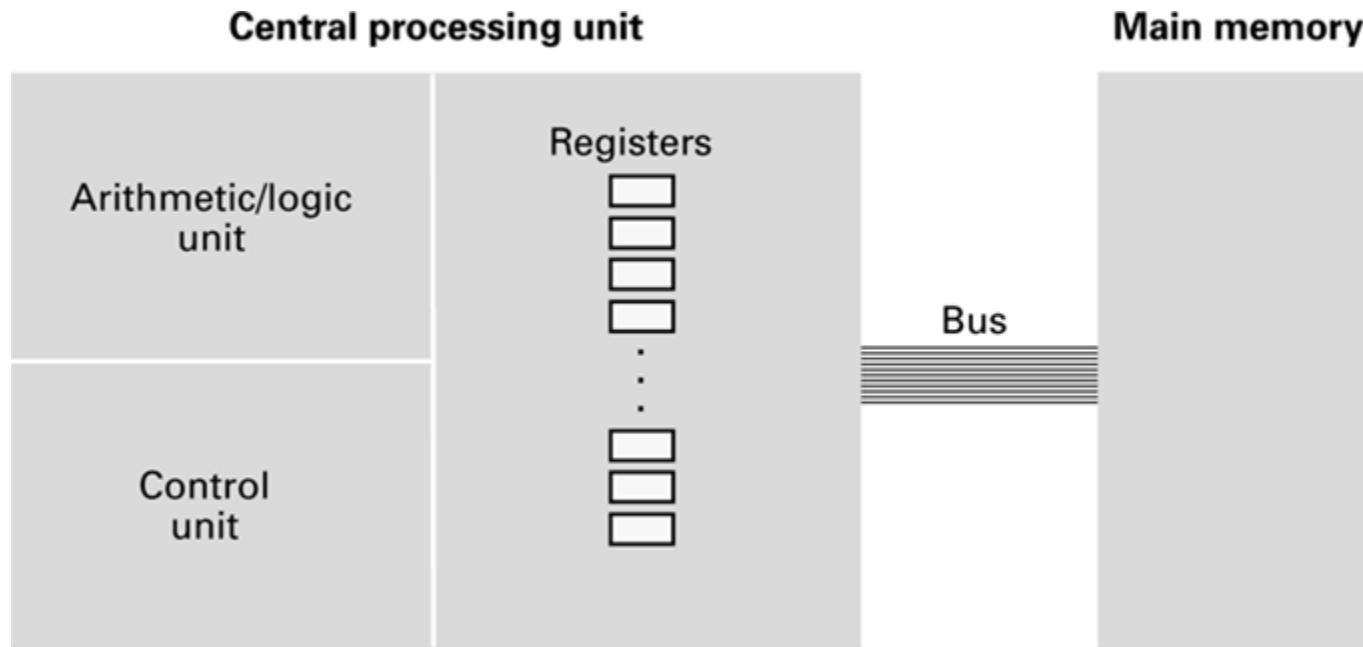 Central processing unit
Main memory
Registers
Arithmetic/logic
unit
Bus
Control
unit